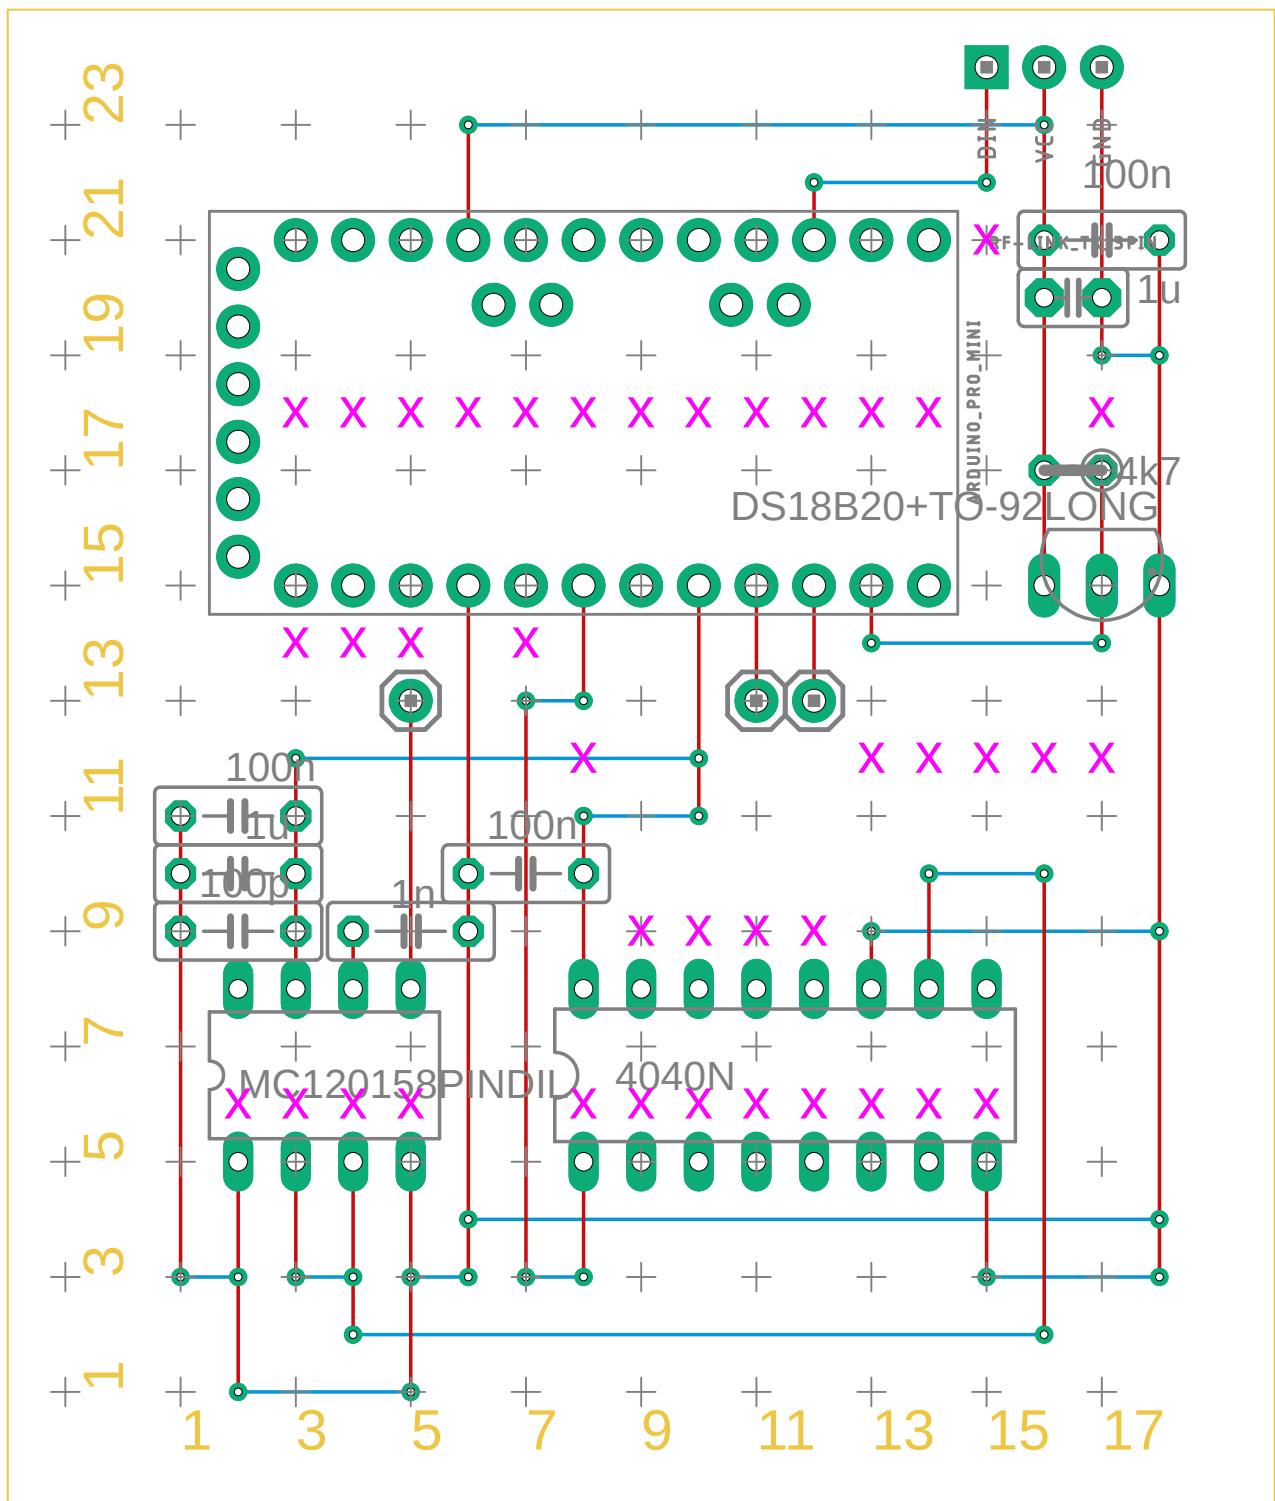 23
DIN
VCC
GND
100n
21
RF-LINK_TX_3PIN
1u
19
ARDUINO_PRO_MINI
X X X X X X X X X X X X X
17
4k7
DS18B20+TO-92LONG
15
X X X X X
13
X X X X X X
100n
11
1u
100n
100p
1n
9
X X X X
7
MC120158PINDIL
4040N
X X X X X X X X X X X X
5
3
1
1 3 5 7 9 11 13 15 17